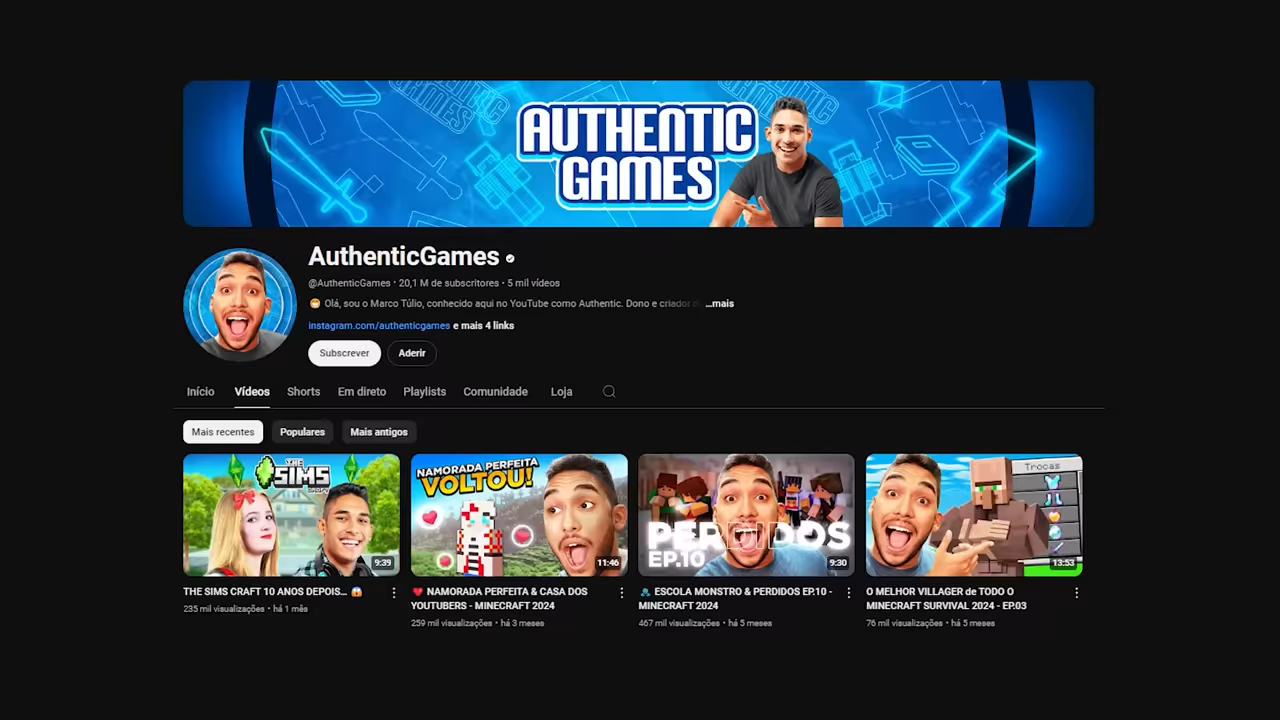 AUTHENTIC
GAMES
AuthenticGames
@AuthenticGames • 20,1 M de subscritores • 5 mil vídeos
Olá, sou o Marco Túlio, conhecido aqui no YouTube como Authentic. Dono e criador d ...mais
instagram.com/authenticgames e mais 4 links
Subscrever Aderir
Início Vídeos Shorts Em direto Playlists Comunidade Loja
Mais recentes Populares Mais antigos
THE
SIMS
CRAFT
9:39
NAMORADA PERFEITA
VOLTOU!
11:46
PERDIDOS
EP.10
9:30
Trocas
13:53
THE SIMS CRAFT 10 ANOS DEPOIS... 😱
235 mil visualizações • há 1 mês
💔 NAMORADA PERFEITA & CASA DOS
YOUTUBERS - MINECRAFT 2024
259 mil visualizações • há 3 meses
ESCOLA MONSTRO & PERDIDOS EP.10 -
MINECRAFT 2024
467 mil visualizações • há 5 meses
O MELHOR VILLAGER de TODO O
MINECRAFT SURVIVAL 2024 - EP.03
76 mil visualizações • há 5 meses